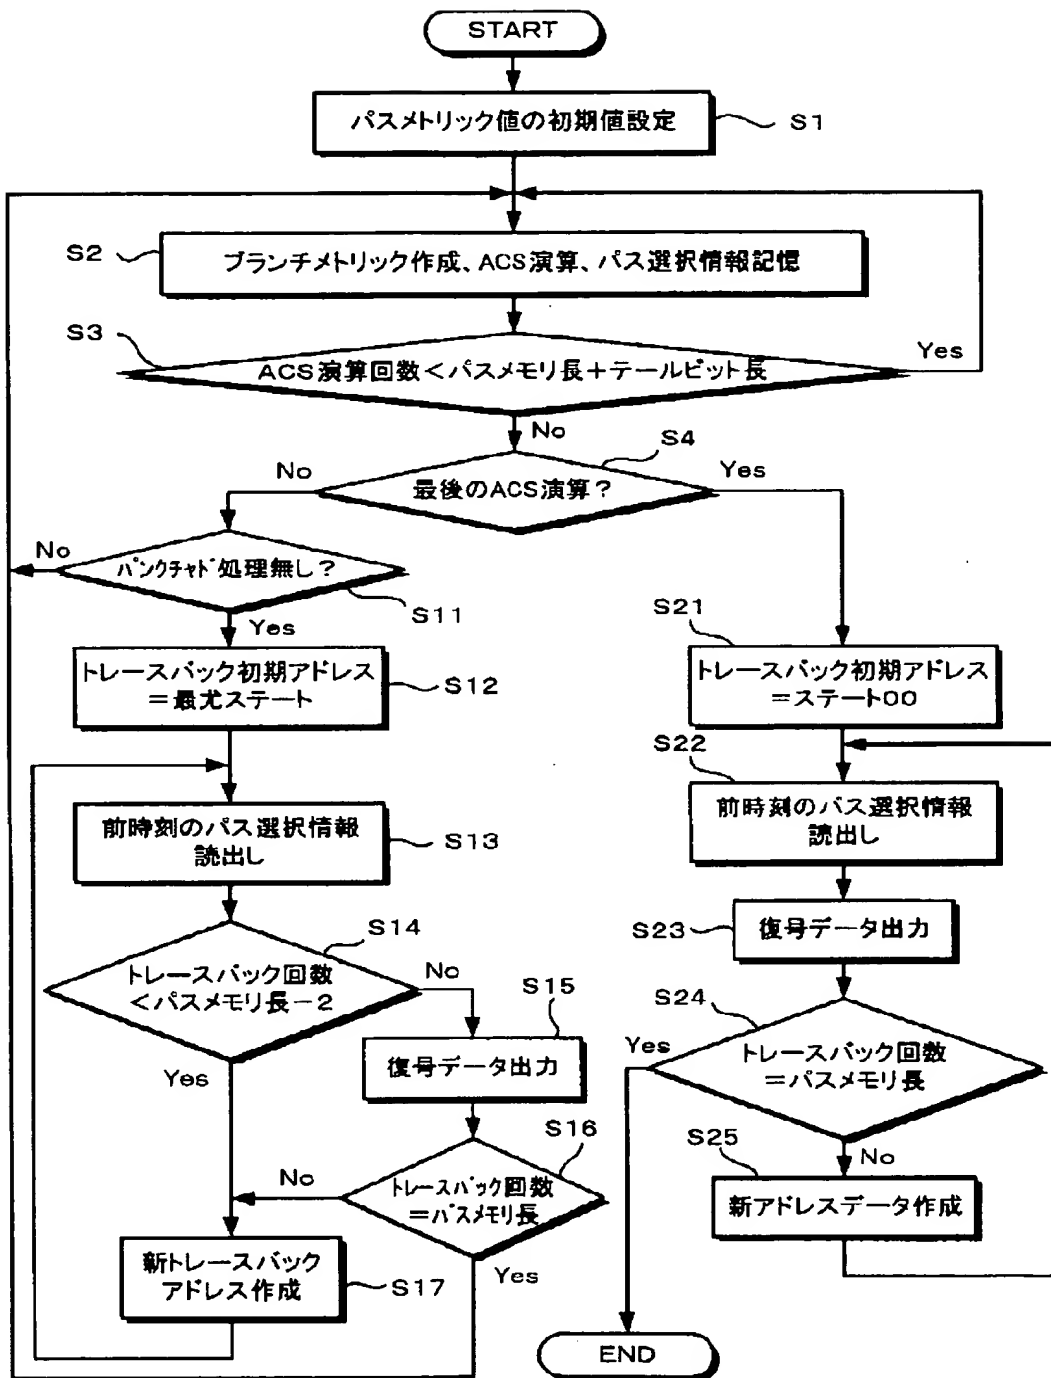 START
パスメトリック値の初期値設定
S1
S2
ブランチメトリック作成、ACS演算、パス選択情報記憶
S3
ACS演算回数<パスメモリ長+テールビット長
Yes
No
S4
No
最後のACS演算?
Yes
No
パンクチャド処理無し?
S11
Yes
S21
トレースバック初期アドレス
=最尤ステート
S12
トレースバック初期アドレス
=ステート00
S22
前時刻のパス選択情報
読出し
S13
前時刻のパス選択情報
読出し
S14
トレースバック回数
<パスメモリ長-2
No
S23
復号データ出力
S15
復号データ出力
S24
Yes
トレースバック回数
=パスメモリ長
Yes
S16
No
トレースバック回数
=パスメモリ長
S25
No
新アドレスデータ作成
新トレースバック
アドレス作成
S17
Yes
END